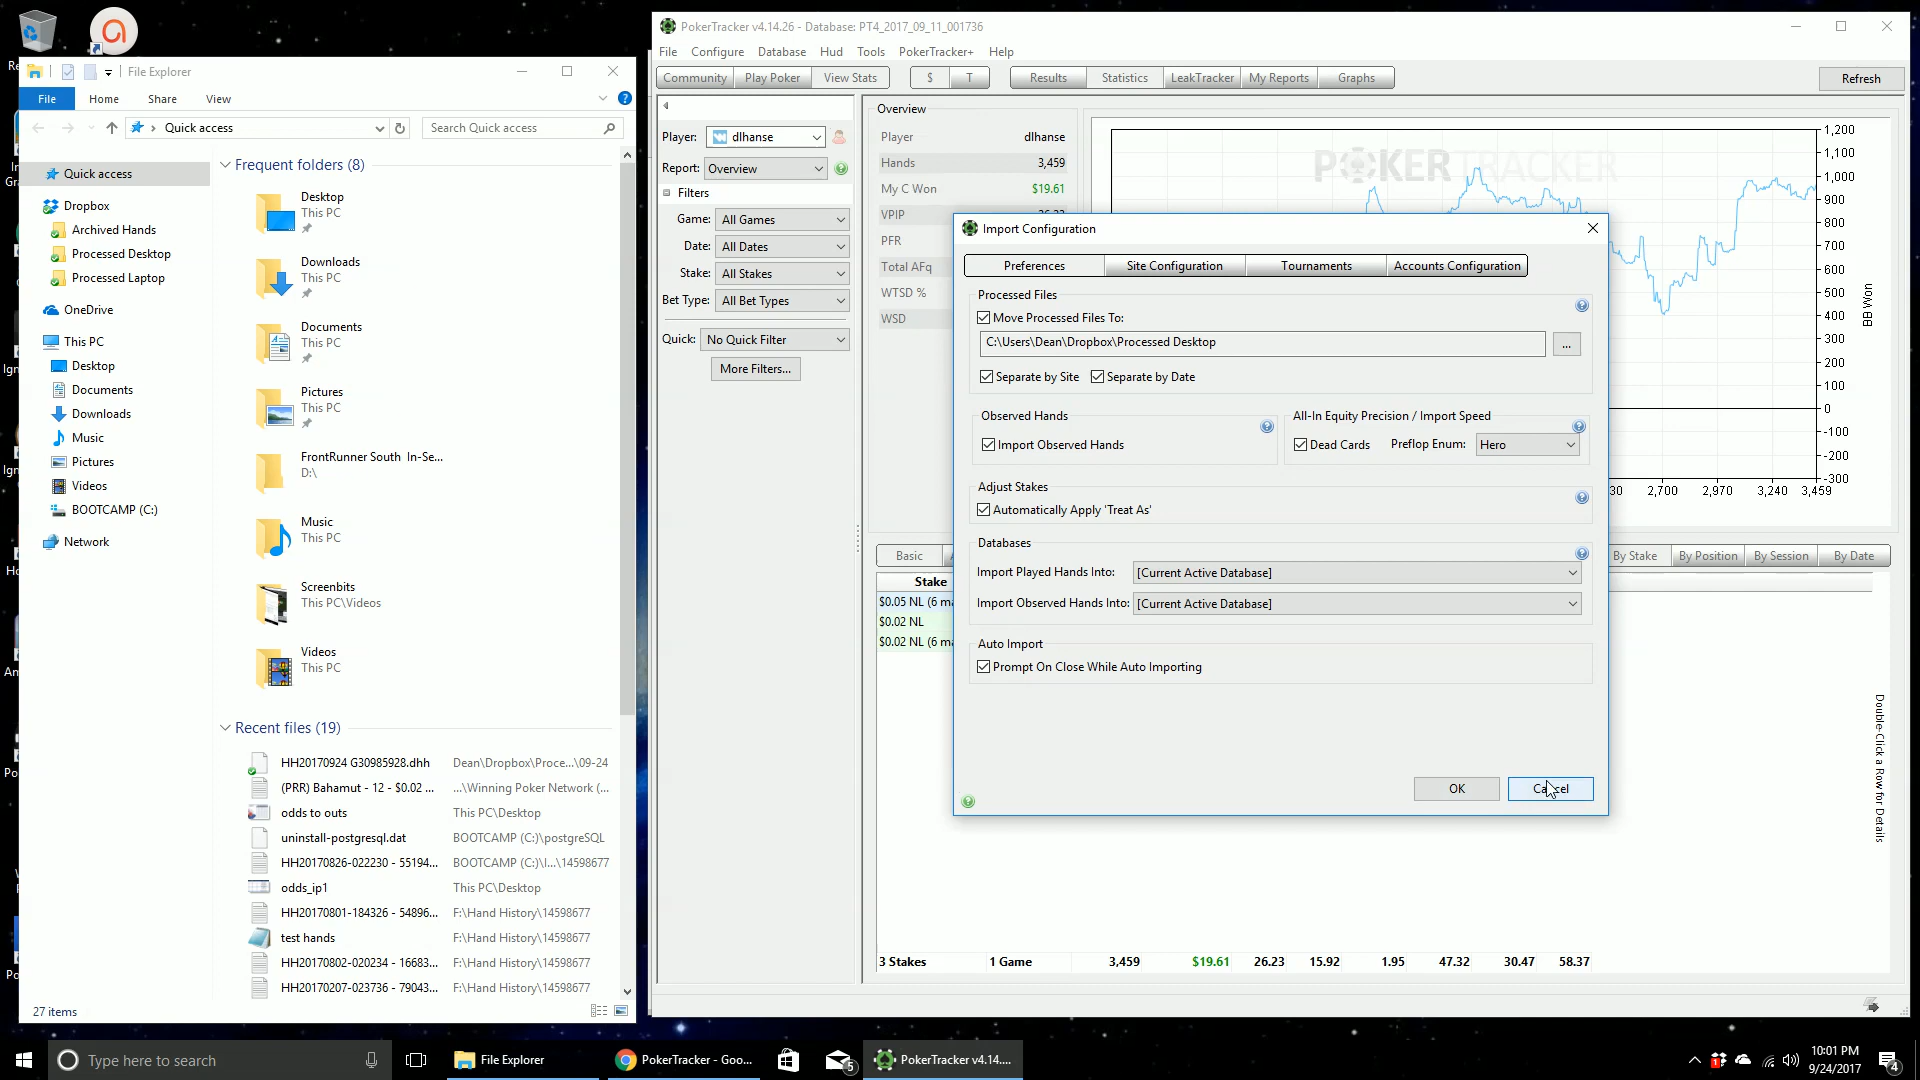 File Explorer
File
Home
Share
View
Quick access
Search Quick access
Quick access
Dropbox
Archived Hands
Processed Desktop
Processed Laptop
OneDrive
This PC
Desktop
Documents
Downloads
Music
Pictures
Videos
BOOTCAMP (C:)
Network
Frequent folders (8)
Desktop
This PC
Downloads
This PC
Documents
This PC
Pictures
This PC
FrontRunner South In-Se...
D:\
Music
This PC
Screenbits
This PC\Videos
Videos
This PC
Recent files (19)
HH20170924 G30985928.dhh Dean\Dropbox\Proce...\09-24
(PRR) Bahamut - 12 - $0.02 ... ...\Winning Poker Network (...
odds to outs This PC\Desktop
uninstall-postgresql.dat BOOTCAMP (C:)\postgreSQL
HH20170826-022230 - 55194... BOOTCAMP (C:)\I...\14598677
odds_ip1 This PC\Desktop
HH20170801-184326 - 54896... F:\Hand History\14598677
test hands F:\Hand History\14598677
HH20170802-020234 - 16683... F:\Hand History\14598677
HH20170207-023736 - 79043... F:\Hand History\14598677
27 items
PokerTracker v4.14.26 - Database: PT4_2017_09_11_001736
File Configure Database Hud Tools PokerTracker+ Help
Community Play Poker View Stats $ T Results Statistics LeakTracker My Reports Graphs Refresh
Player: dlhanse
Report: Overview
Filters
Game: All Games
Date: All Dates
Stake: All Stakes
Bet Type: All Bet Types
Quick: No Quick Filter
More Filters...
Overview
Player dlhanse
Hands 3,459
My C Won $19.61
VPIP
PFR
Total AFq
WTSD %
WSD
POKERTRACKER
1,200
1,100
1,000
900
800
700
600
500
400
300
200
100
0
-100
-200
-300
BB Won
30 2,700 2,970 3,240 3,459
Basic
By Stake By Position By Session By Date
Stake
$0.05 NL (6 ma
$0.02 NL
$0.02 NL (6 ma
Double-Click a Row for Details
3 Stakes 1 Game 3,459 $19.61 26.23 15.92 1.95 47.32 30.47 58.37
Import Configuration
Preferences Site Configuration Tournaments Accounts Configuration
Processed Files
Move Processed Files To:
C:\Users\Dean\Dropbox\Processed Desktop
...
Separate by Site Separate by Date
Observed Hands
Import Observed Hands
All-In Equity Precision / Import Speed
Dead Cards Preflop Enum: Hero
Adjust Stakes
Automatically Apply 'Treat As'
Databases
Import Played Hands Into: [Current Active Database]
Import Observed Hands Into: [Current Active Database]
Auto Import
Prompt On Close While Auto Importing
OK Cancel
Type here to search
File Explorer
PokerTracker - Goo...
5
PokerTracker v4.14....
10:01 PM
9/24/2017
4